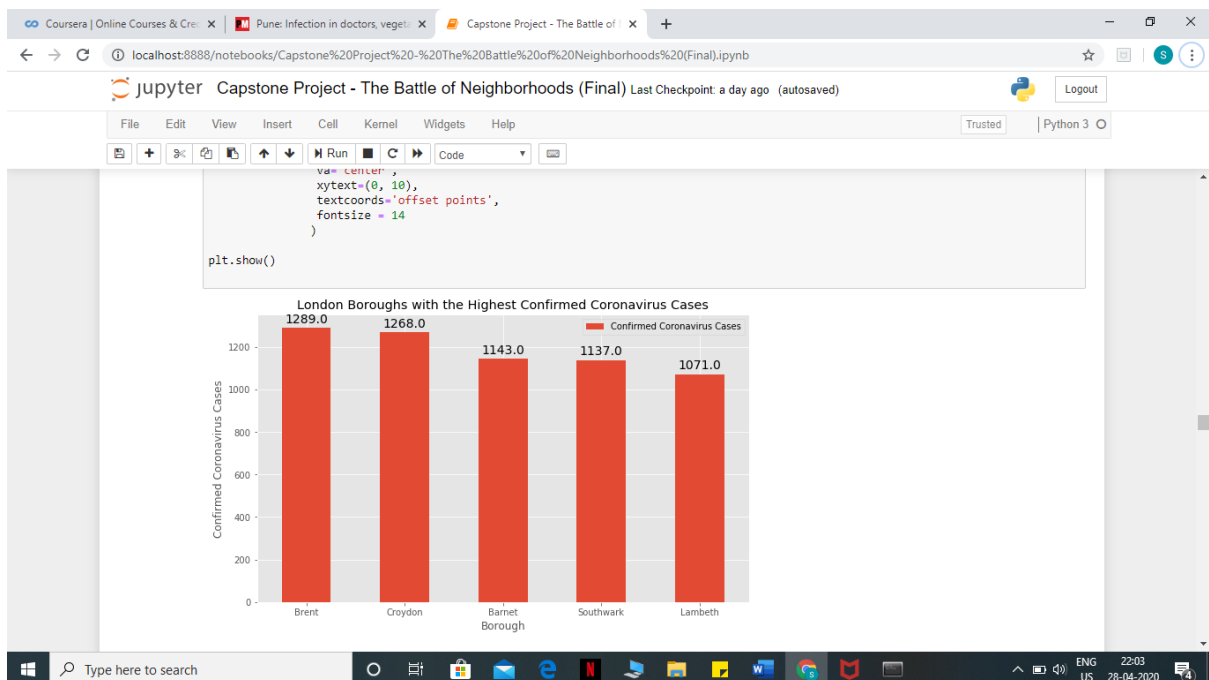 Coursera | Online Courses & Cre
Pune: Infection in doctors, vegeta
Capstone Project - The Battle of
localhost:8888/notebooks/Capstone%20Project%20-%20The%20Battle%20of%20Neighborhoods%20(Final).ipynb
S
jupyter Capstone Project - The Battle of Neighborhoods (Final) Last Checkpoint: a day ago (autosaved)
Logout
File Edit View Insert Cell Kernel Widgets Help
Trusted Python 3
Run Code
va='center',
xytext=(0, 10),
textcoords='offset points',
fontsize = 14
)
plt.show()
London Boroughs with the Highest Confirmed Coronavirus Cases
1289.0
1268.0
1143.0
1137.0
1071.0
Confirmed Coronavirus Cases
1200
1000
800
600
400
200
0
Confirmed Coronavirus Cases
Brent Croydon Barnet Southwark Lambeth
Borough
Type here to search
ENG
US
22:03
28-04-2020
4